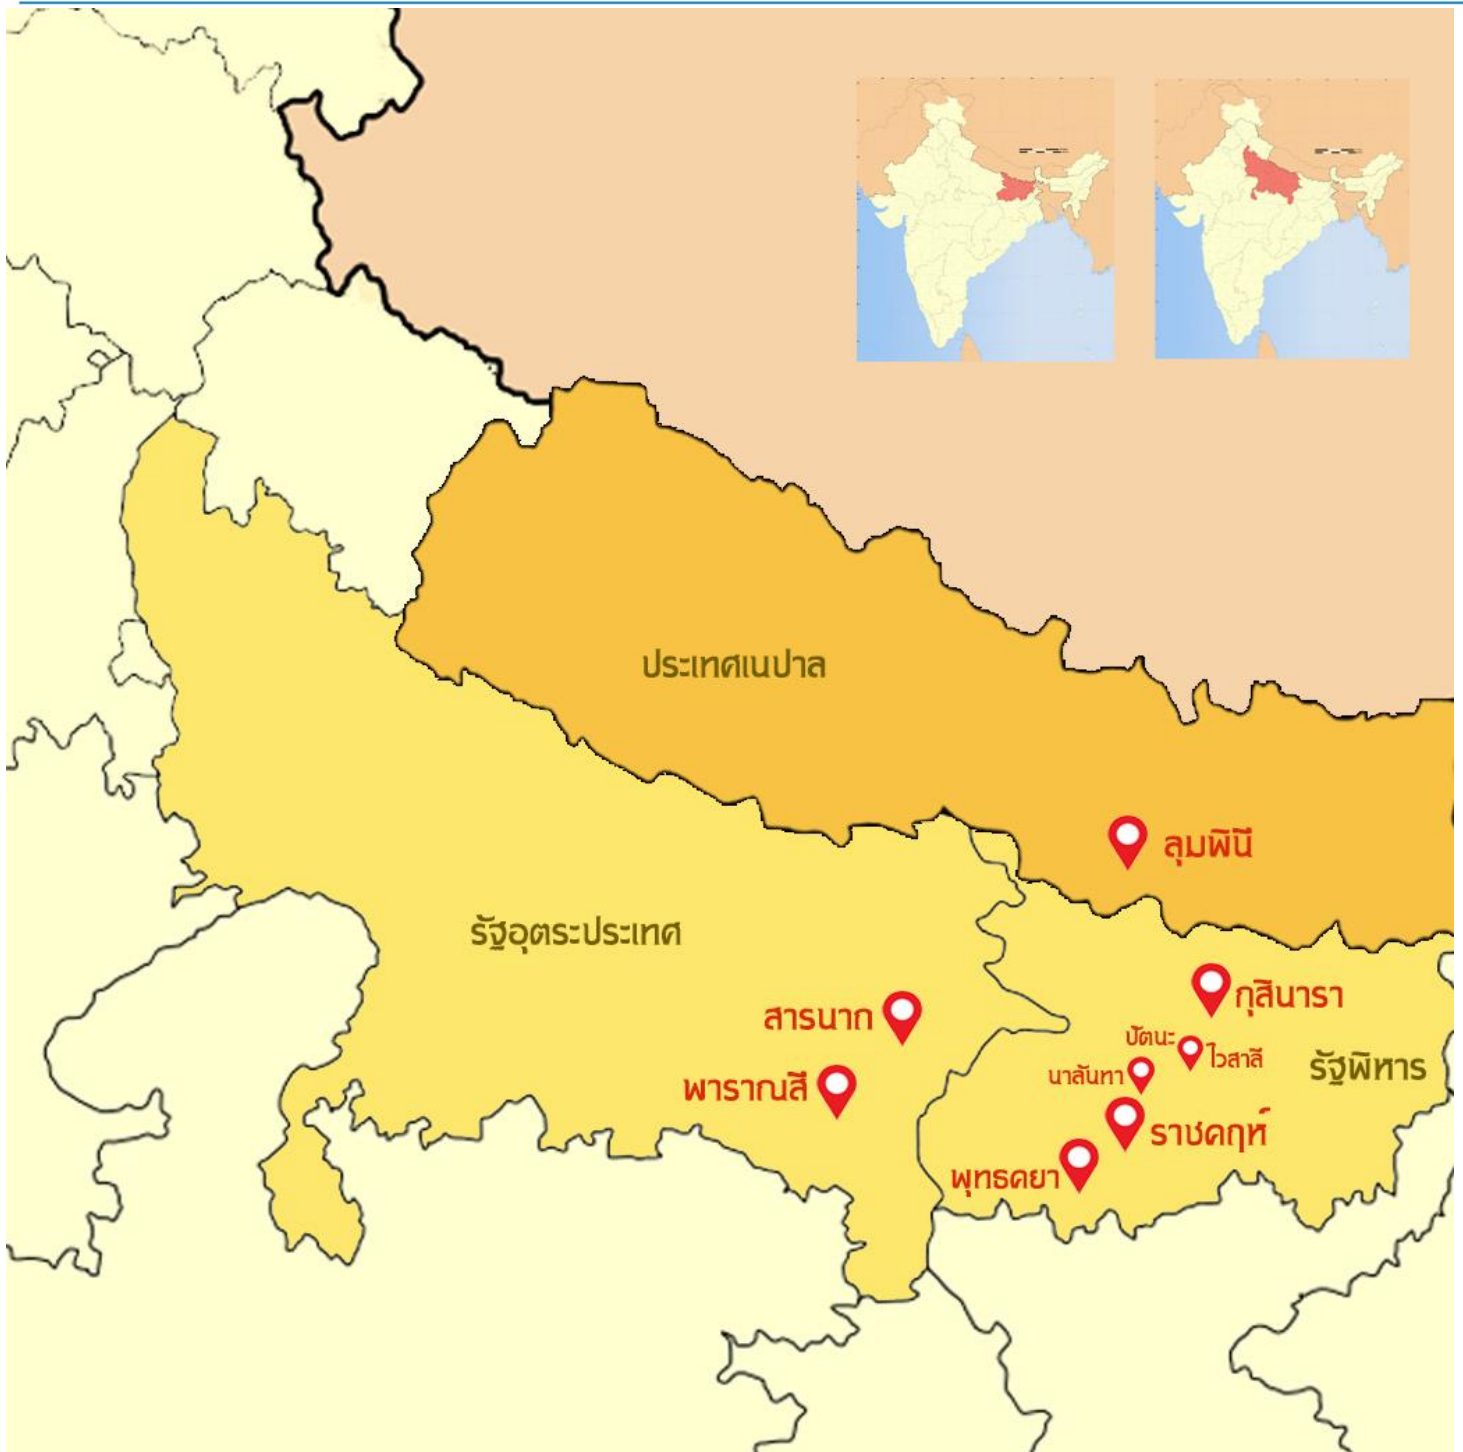 ประเทศเนปาล
ลุมพินี
รัฐอุตระประเทศ
กุสินารา
สารนาถ
ปัตนะ
ไวสาลี
รัฐพิหาร
นาลันทา
พาราณสี
ราชคฤห์
พุทธคยา